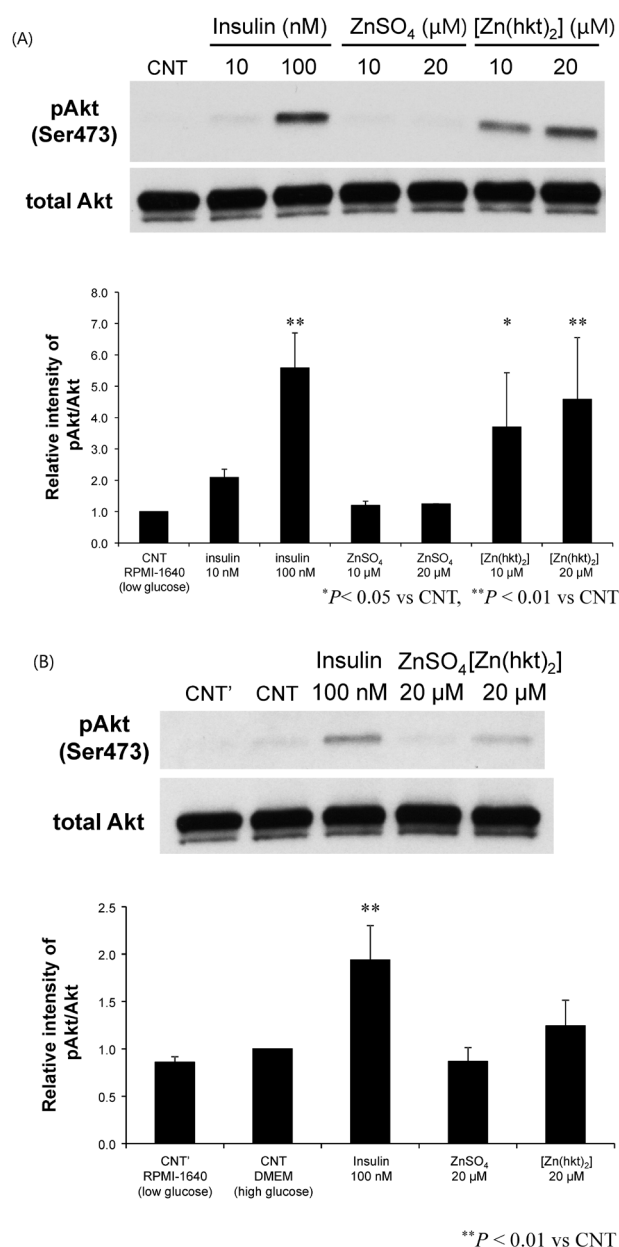 (A)
Insulin (nM) ZnSO4 (µM) [Zn(hkt)2] (µM)
CNT 10 100 10 20 10 20
pAkt
(Ser473)
total Akt
Relative intensity of
pAkt/Akt
8.0
7.0
6.0
5.0
4.0
3.0
2.0
1.0
0.0
** * **
CNT
RPMI-1640
(low glucose)
insulin
10 nM
insulin
100 nM
ZnSO4
10 µM
ZnSO4
20 µM
[Zn(hkt)2]
10 µM
[Zn(hkt)2]
20 µM
*P< 0.05 vs CNT, **P< 0.01 vs CNT
(B)
Insulin ZnSO4 [Zn(hkt)2]
CNT' CNT 100 nM 20 µM 20 µM
pAkt
(Ser473)
total Akt
Relative intensity of
pAkt/Akt
2.5
2.0
1.5
1.0
0.5
0.0
**
CNT'
RPMI-1640
(low glucose)
CNT
DMEM
(high glucose)
Insulin
100 nM
ZnSO4
20 µM
[Zn(hkt)2]
20 µM
**P < 0.01 vs CNT